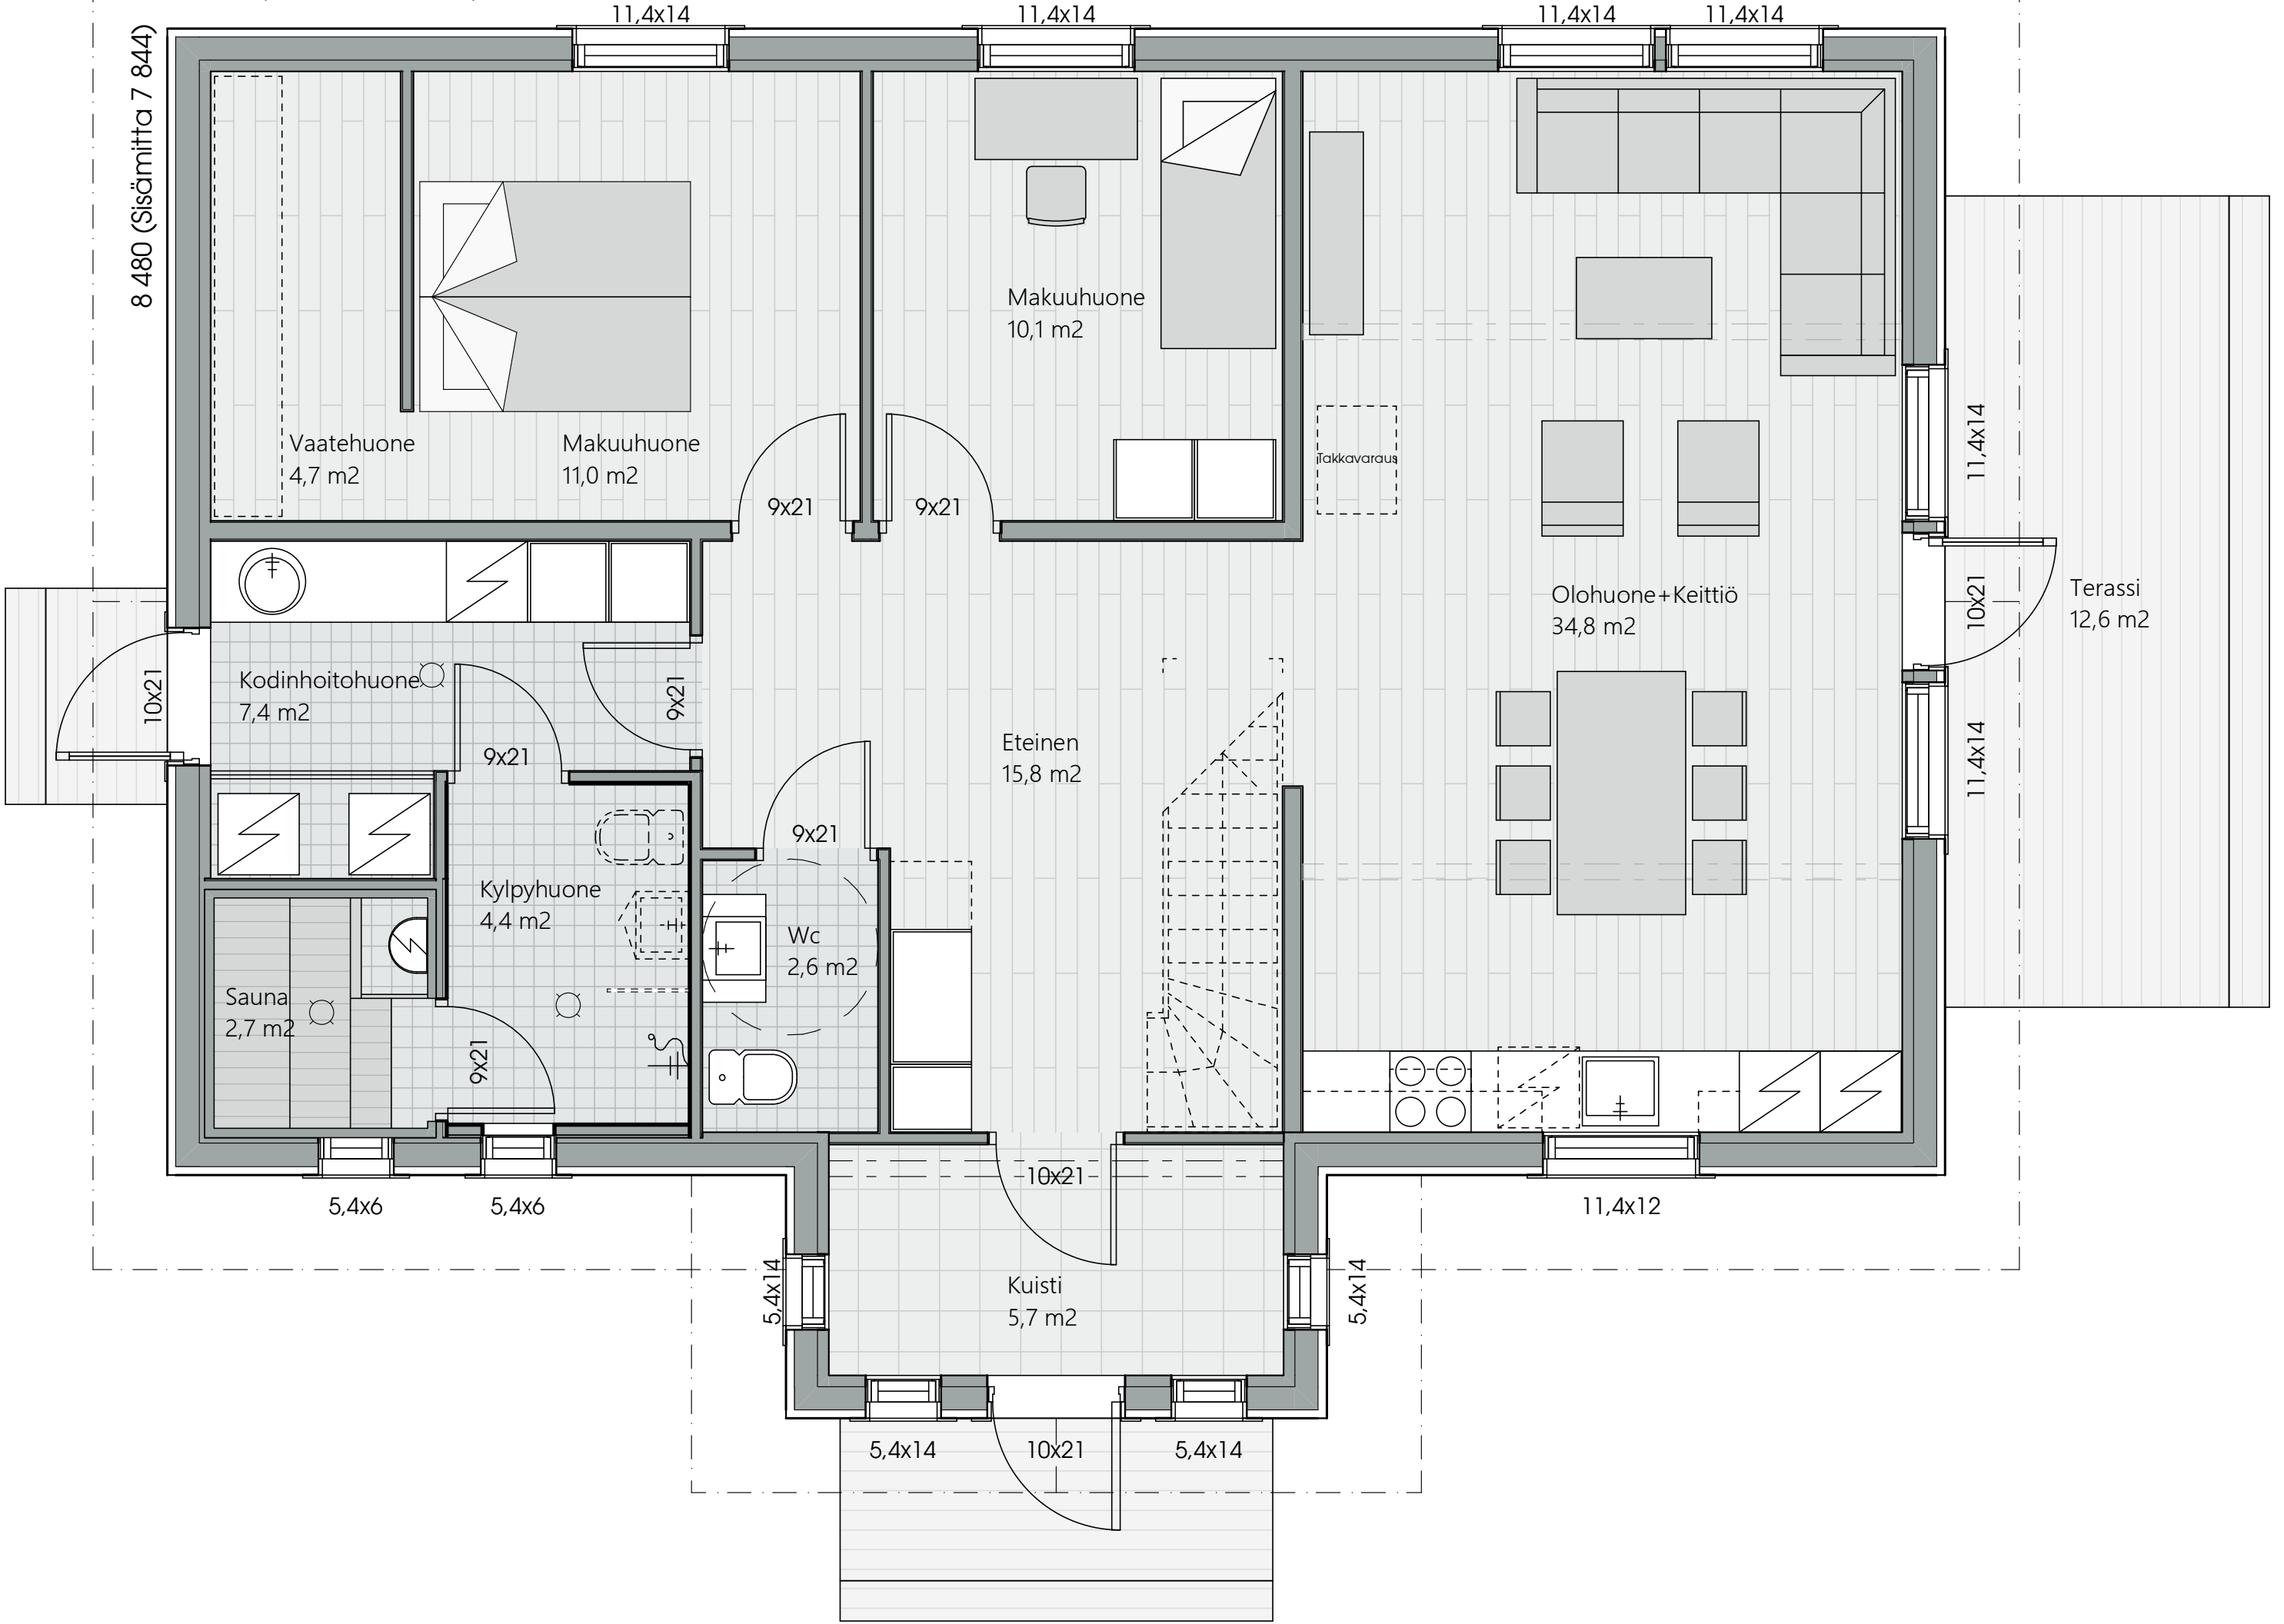 11,4x14
11,4x14
11,4x14
11,4x14
8 480 (Sisämitta 7 844)
Makuuhuone
10,1 m2
Vaatehuone
4,7 m2
Makuuhuone
11,0 m2
Takkavaraus
11,4x14
9x21
9x21
Olohuone+Keittiö
34,8 m2
10x21
Terassi
12,6 m2
10x21
Kodinhoitohuone
7,4 m2
9x21
9x21
Eteinen
15,8 m2
11,4x14
9x21
Kylpyhuone
4,4 m2
Wc
2,6 m2
Sauna
2,7 m2
9x21
10x21
5,4x6
5,4x6
11,4x12
5,4x14
Kuisti
5,7 m2
5,4x14
5,4x14
10x21
5,4x14